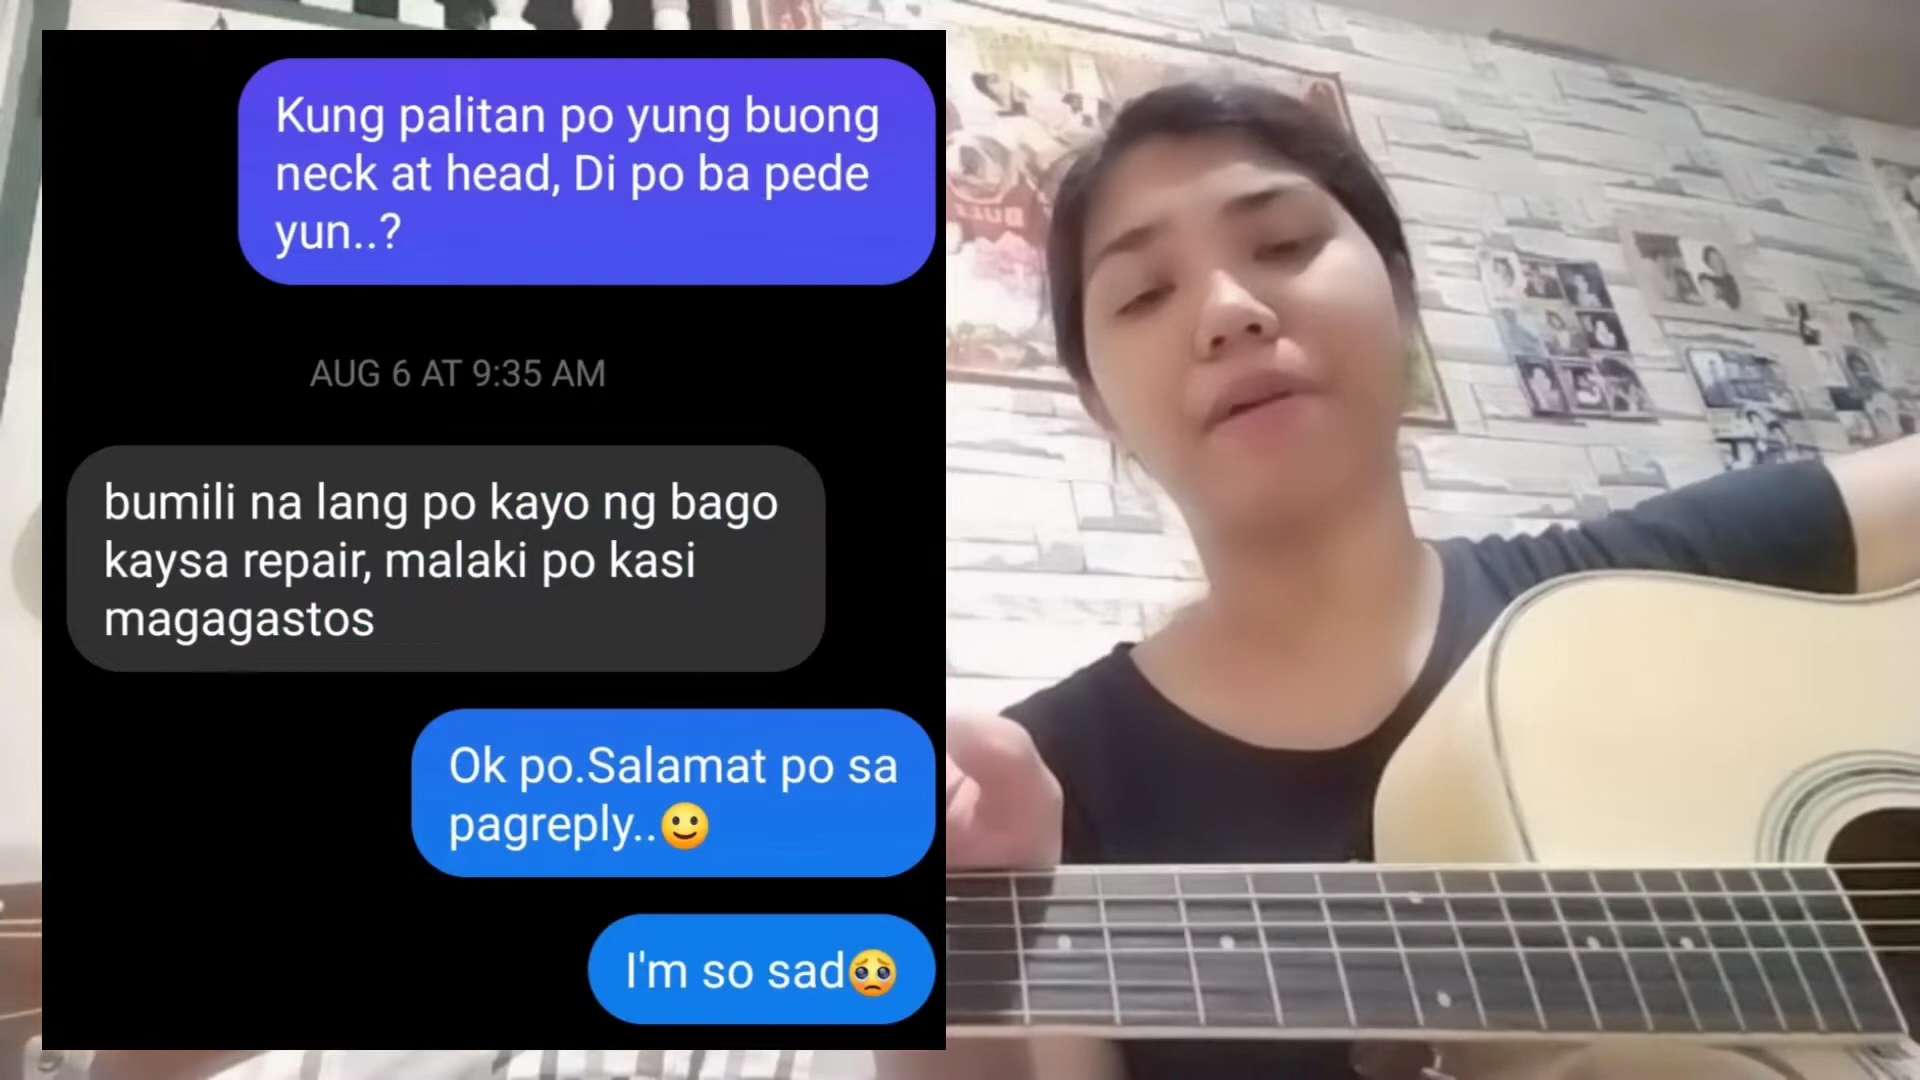 Kung palitan po yung buong
neck at head, Di po ba pede
yun..?
AUG 6 AT 9:35 AM
bumili na lang po kayo ng bago
kaysa repair, malaki po kasi
magagastos
Ok po.Salamat po sa
pagreply..🙂
I'm so sad🥺